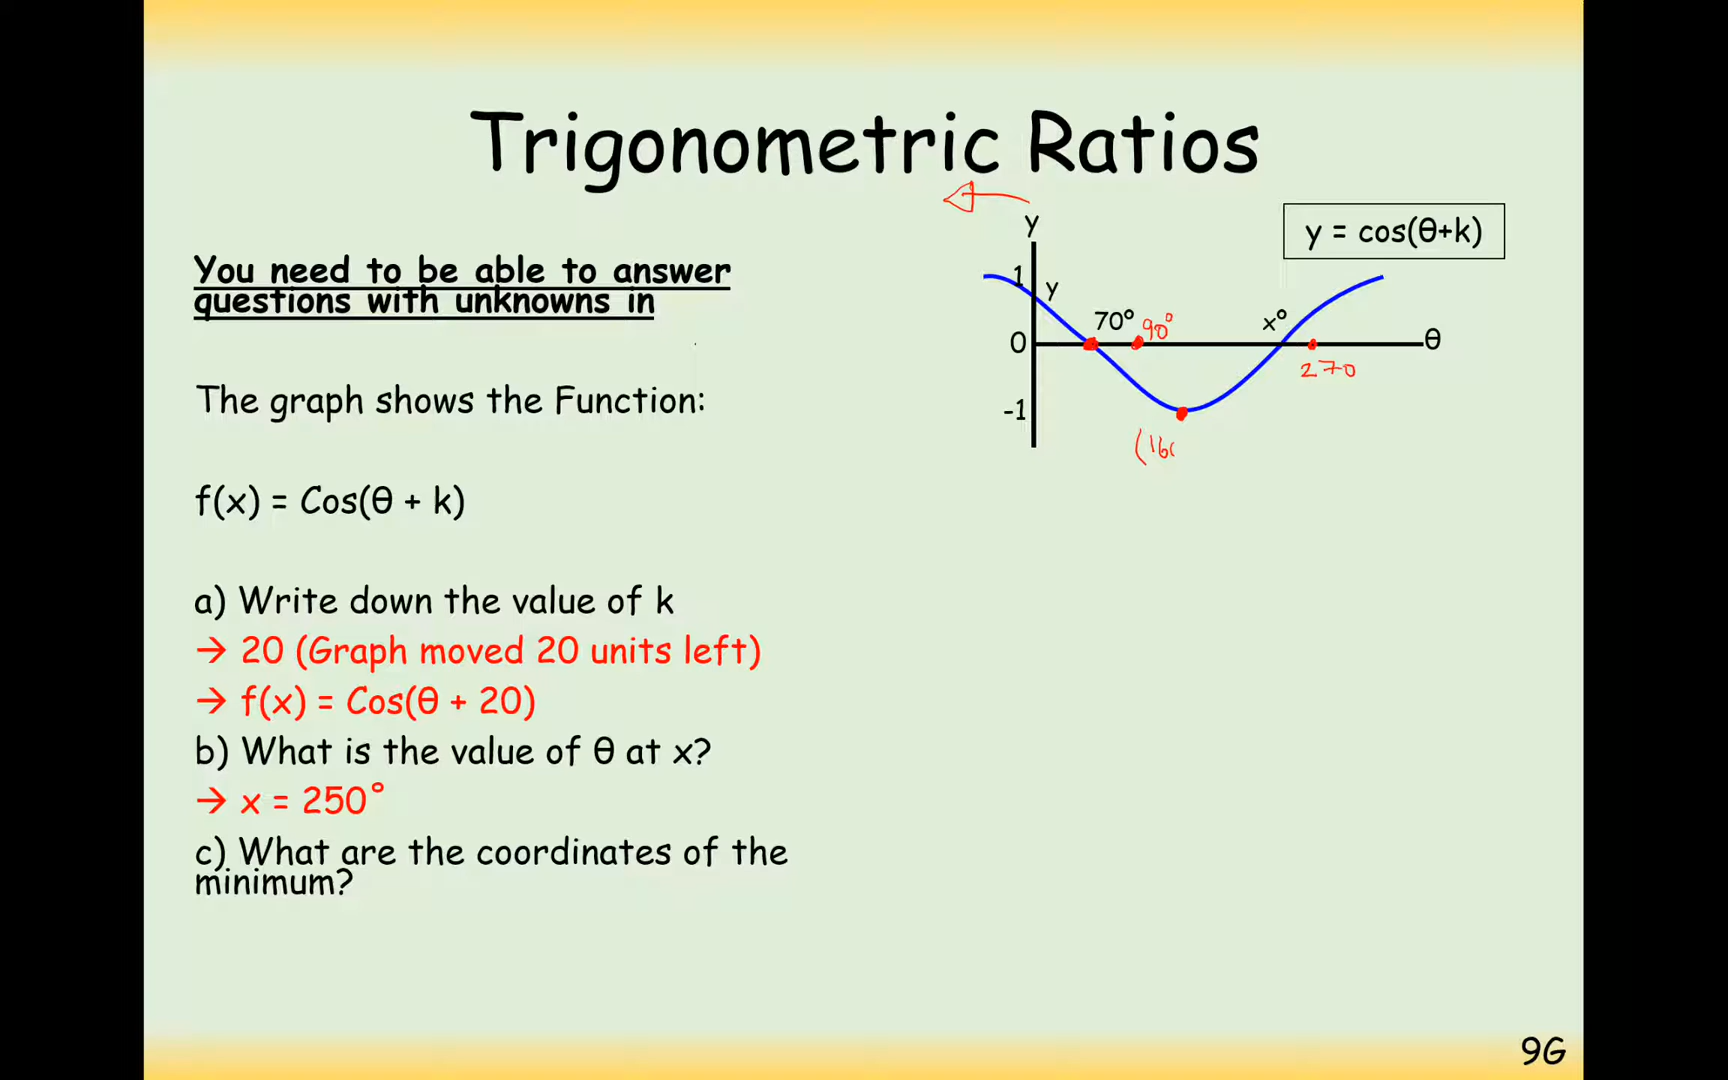 Trigonometric Ratios
You need to be able to answer
questions with unknowns in
The graph shows the Function:
f(x) = Cos(θ + k)
a) Write down the value of k
→ 20 (Graph moved 20 units left)
→ f(x) = Cos(θ + 20)
b) What is the value of θ at x?
→ x = 250°
c) What are the coordinates of the
minimum?
y
y = cos(θ+k)
1
y
70°
90°
x°
0
θ
270
-1
(160
9G